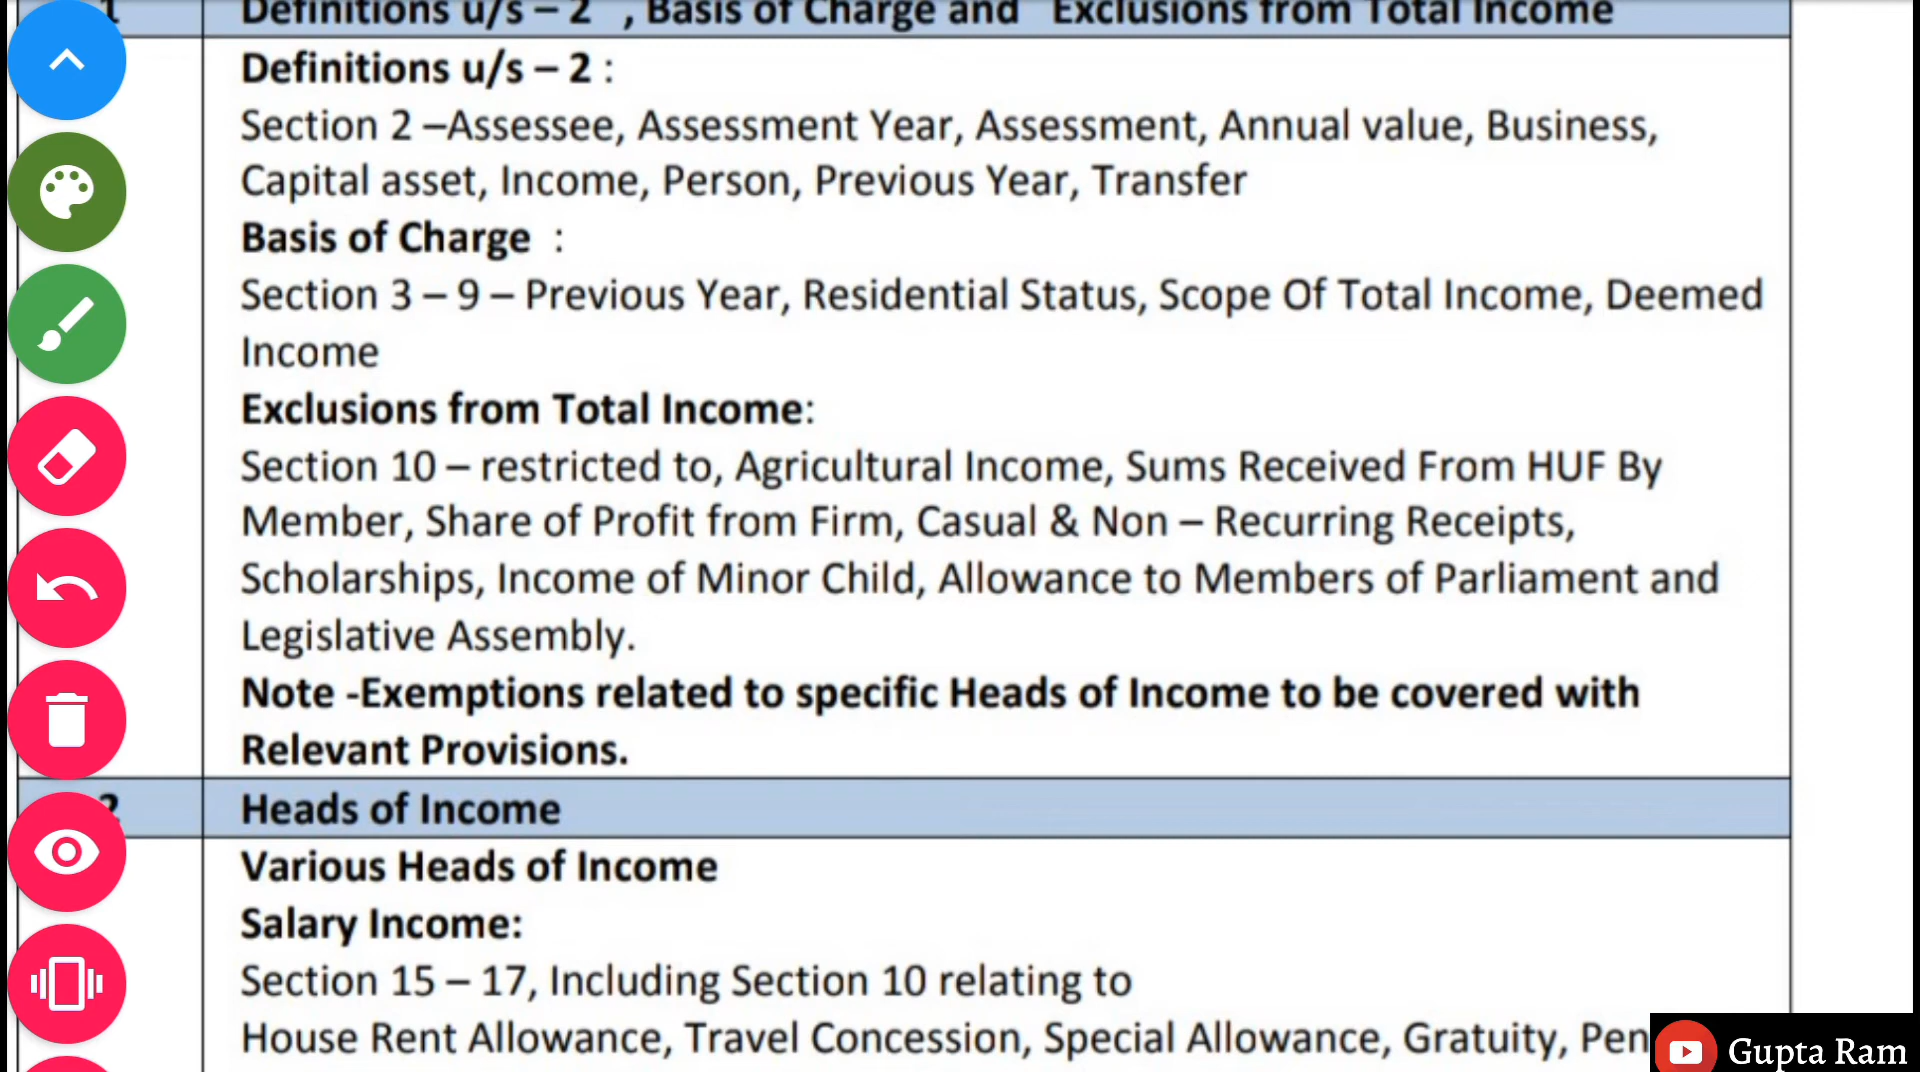 1
Definitions u/s – 2 , Basis of Charge and Exclusions from Total Income
Definitions u/s – 2 :
Section 2 –Assessee, Assessment Year, Assessment, Annual value, Business,
Capital asset, Income, Person, Previous Year, Transfer
Basis of Charge :
Section 3 – 9 – Previous Year, Residential Status, Scope Of Total Income, Deemed
Income
Exclusions from Total Income:
Section 10 – restricted to, Agricultural Income, Sums Received From HUF By
Member, Share of Profit from Firm, Casual & Non – Recurring Receipts,
Scholarships, Income of Minor Child, Allowance to Members of Parliament and
Legislative Assembly.
Note -Exemptions related to specific Heads of Income to be covered with
Relevant Provisions.
2
Heads of Income
Various Heads of Income
Salary Income:
Section 15 – 17, Including Section 10 relating to
House Rent Allowance, Travel Concession, Special Allowance, Gratuity, Pen
Gupta Ram